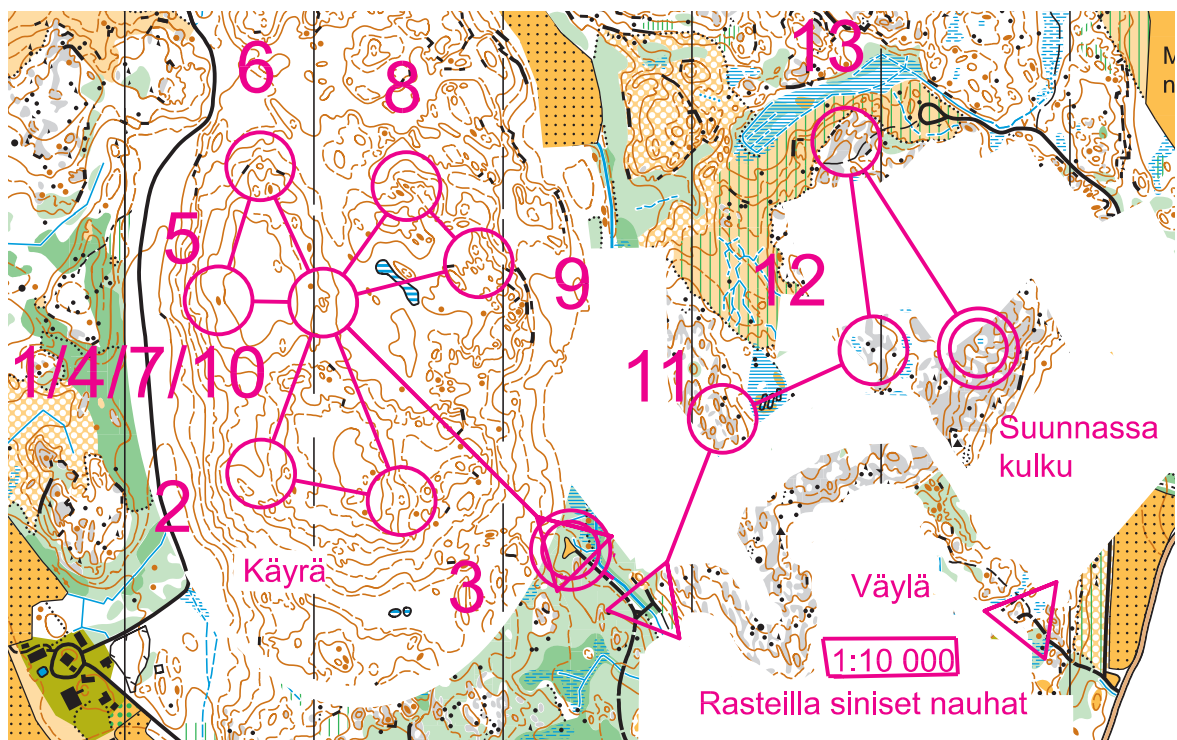 6
8
13
M
n
5
9
12
1/4/7/10
11
Suunnassa
kulku
2
Käyrä
3
Väylä
1:10 000
Rasteilla siniset nauhat